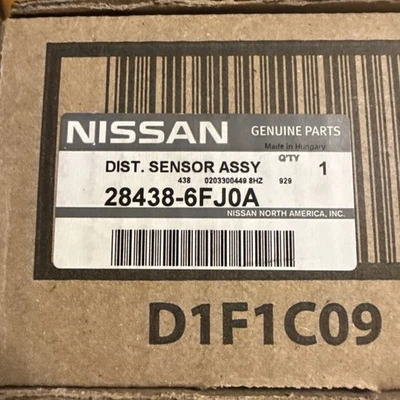 NISSAN GENUINE PARTS
Made in Hungary
DIST. SENSOR ASSY Q'TY 1
438 0203300449 8HZ 929
28438-6FJ0A
NISSAN NORTH AMERICA, INC.
D1F1C09